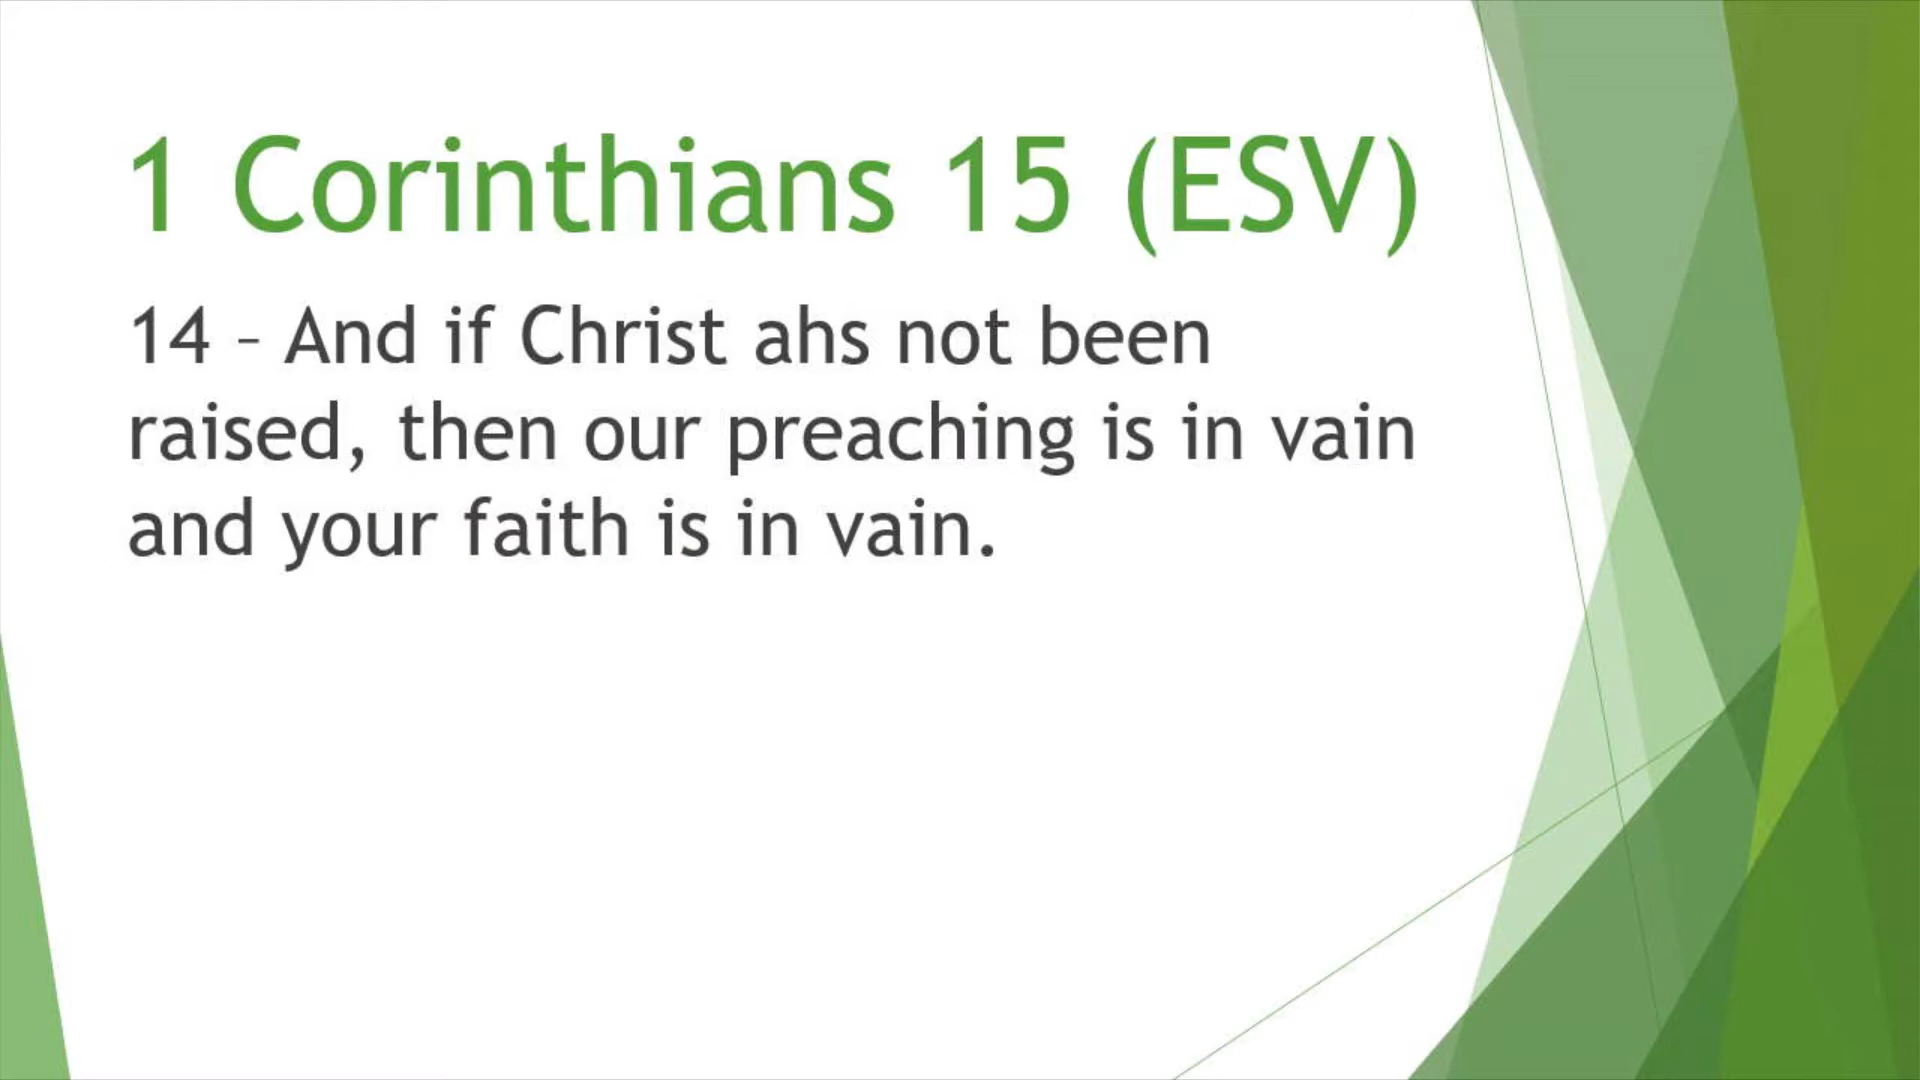 1 Corinthians 15 (ESV)
14 – And if Christ ahs not been
raised, then our preaching is in vain
and your faith is in vain.